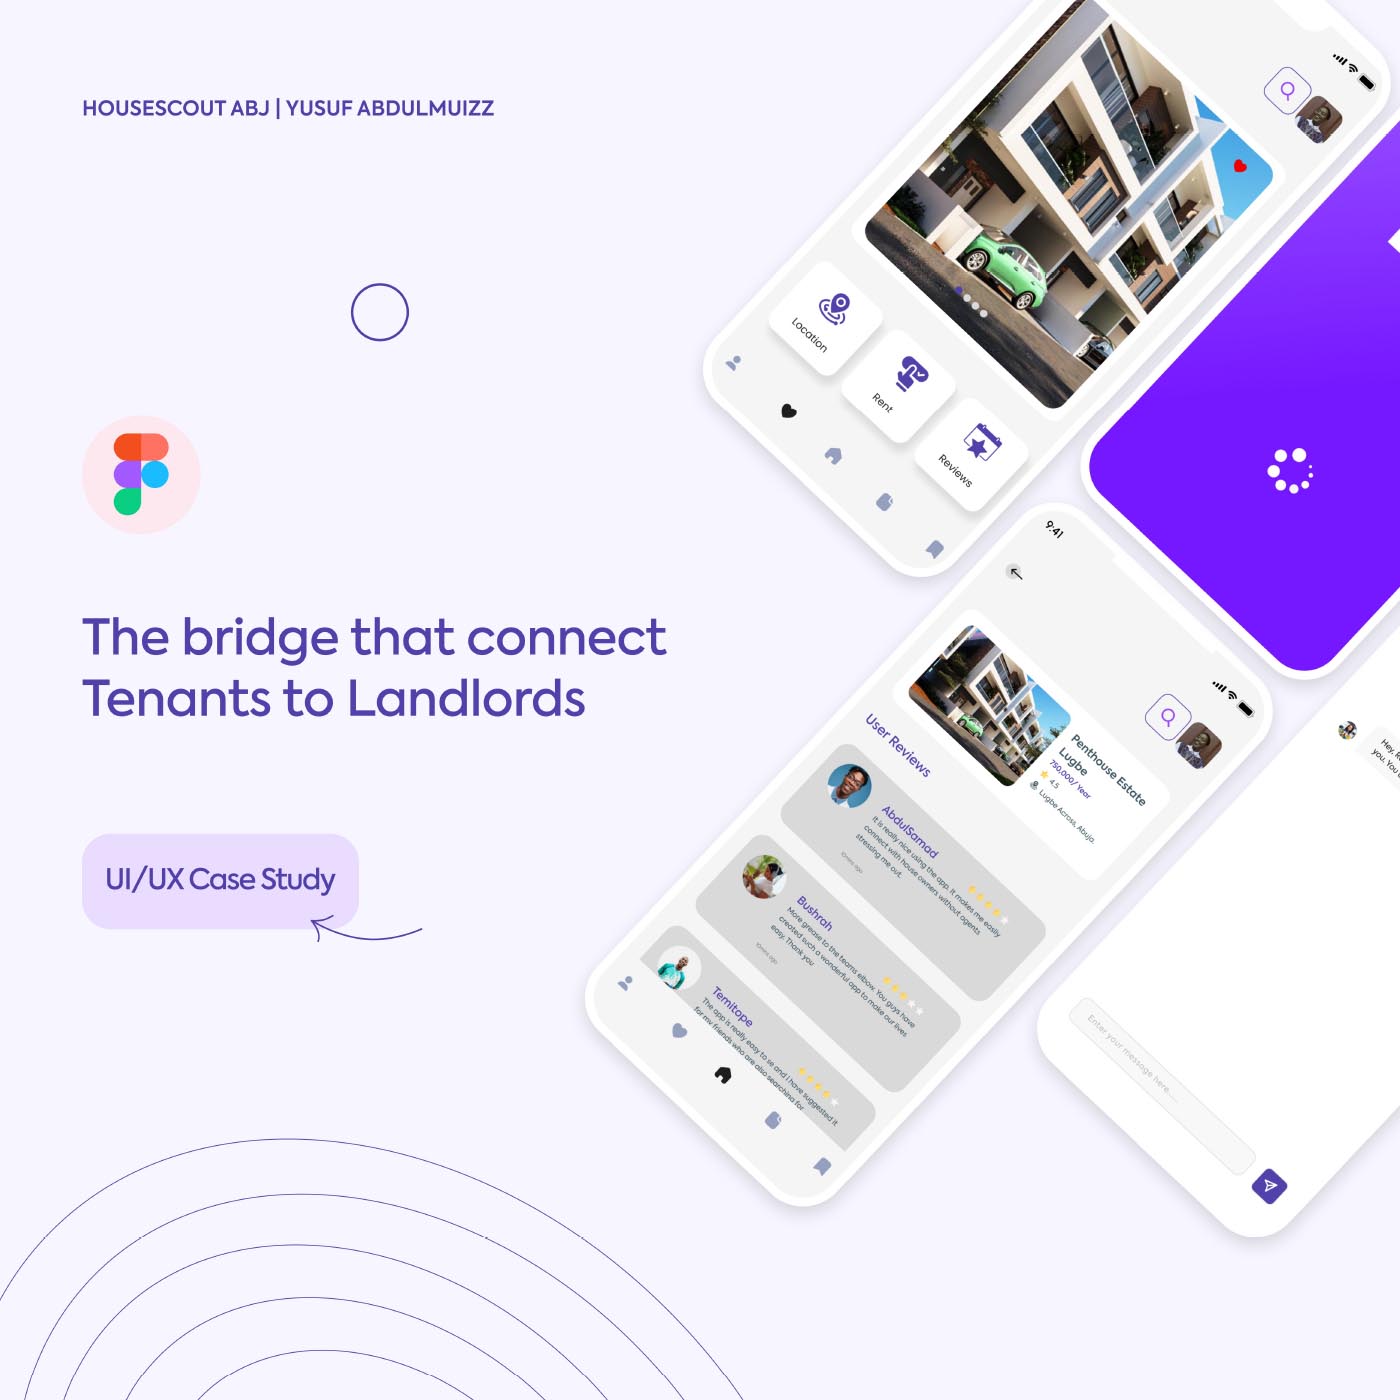 HOUSESCOUT ABJ | YUSUF ABDULMUIZZ
The bridge that connect
Tenants to Landlords
UI/UX Case Study
Location
Rent
Reviews
9:41
Penthouse Estate
Lugbe
750,000/ Year
4.5
Lugbe Across, Abuja.
User Reviews
AbdulSamad
It is really nice using the app. It makes me easily
connect with house owners without agents
stressing me out.
10mins ago
Bushroh
More grease to the teams elbow. You guys have
created such a wonderful app to make our lives
easy. Thank you
10mins ago
Temitope
The app is really easy to se and i have suggested it
for my friends who are also searching for
Hey,
you. You
Enter your message here....